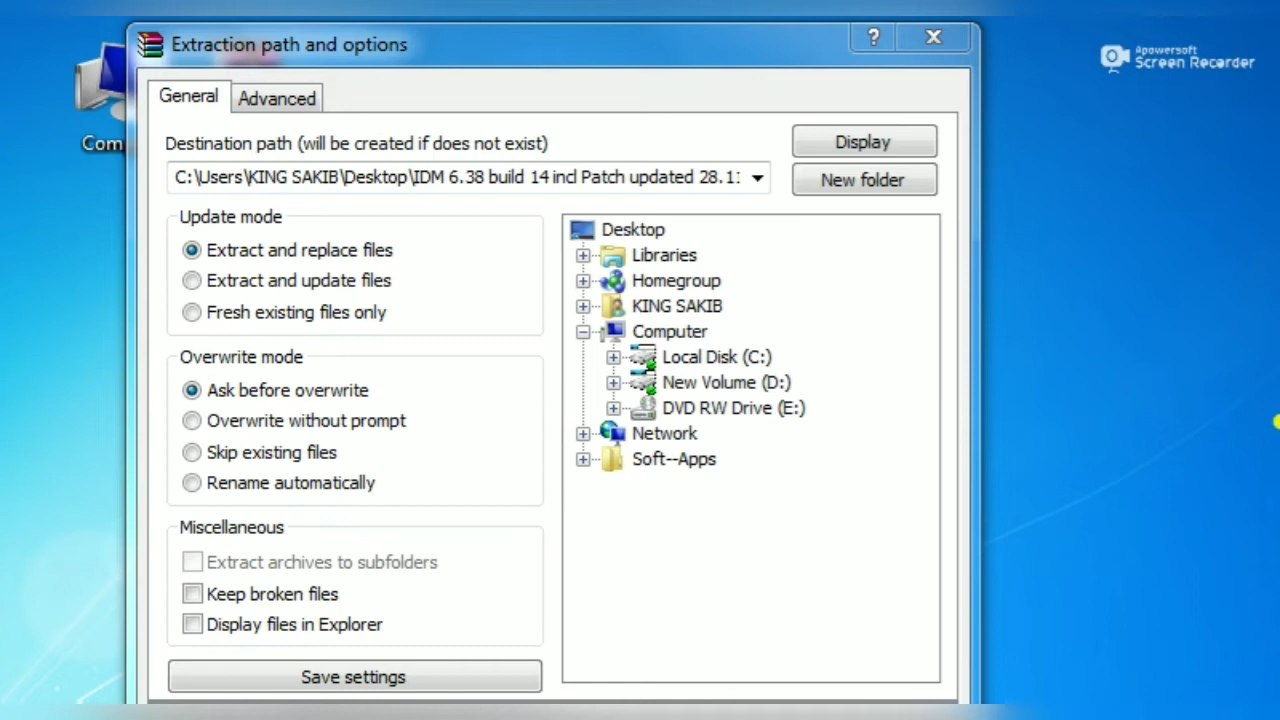 Extraction path and options
?
Apowersoft
Screen Recorder
General
Advanced
Com
Destination path (will be created if does not exist)
Display
C:\Users\KING SAKIB\Desktop\IDM 6.38 build 14 incl Patch updated 28.11
New folder
Update mode
Extract and replace files
Extract and update files
Fresh existing files only
Overwrite mode
Ask before overwrite
Overwrite without prompt
Skip existing files
Rename automatically
Miscellaneous
Extract archives to subfolders
Keep broken files
Display files in Explorer
Save settings
Desktop
Libraries
Homegroup
KING SAKIB
Computer
Local Disk (C:)
New Volume (D:)
DVD RW Drive (E:)
Network
Soft--Apps